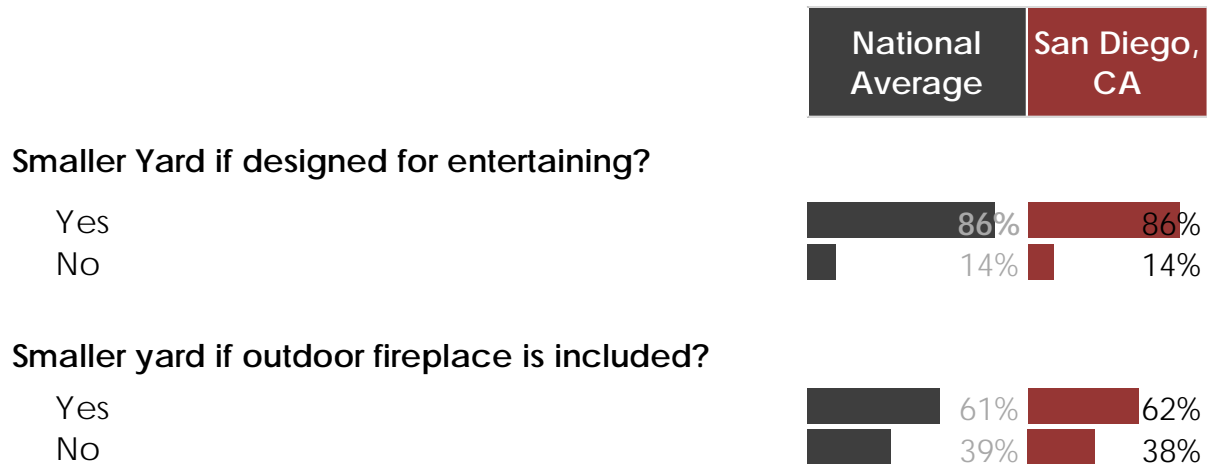 National Average San Diego, CA
Smaller Yard if designed for entertaining?
Yes 86% 86%
No 14% 14%
Smaller yard if outdoor fireplace is included?
Yes 61% 62%
No 39% 38%